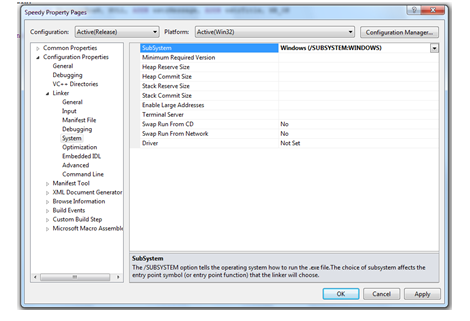 Speedy Property Pages
Configuration: Active(Release) Platform: Active(Win32) Configuration Manager...
Common Properties
Configuration Properties
General
Debugging
VC++ Directories
Linker
General
Input
Manifest File
Debugging
System
Optimization
Embedded IDL
Advanced
Command Line
Manifest Tool
XML Document Generator
Browse Information
Build Events
Custom Build Step
Microsoft Macro Assemble
SubSystem Windows (/SUBSYSTEM:WINDOWS)
Minimum Required Version
Heap Reserve Size
Heap Commit Size
Stack Reserve Size
Stack Commit Size
Enable Large Addresses
Terminal Server
Swap Run From CD No
Swap Run From Network No
Driver Not Set
SubSystem
The /SUBSYSTEM option tells the operating system how to run the .exe file.The choice of subsystem affects the
entry point symbol (or entry point function) that the linker will choose.
OK Cancel Apply